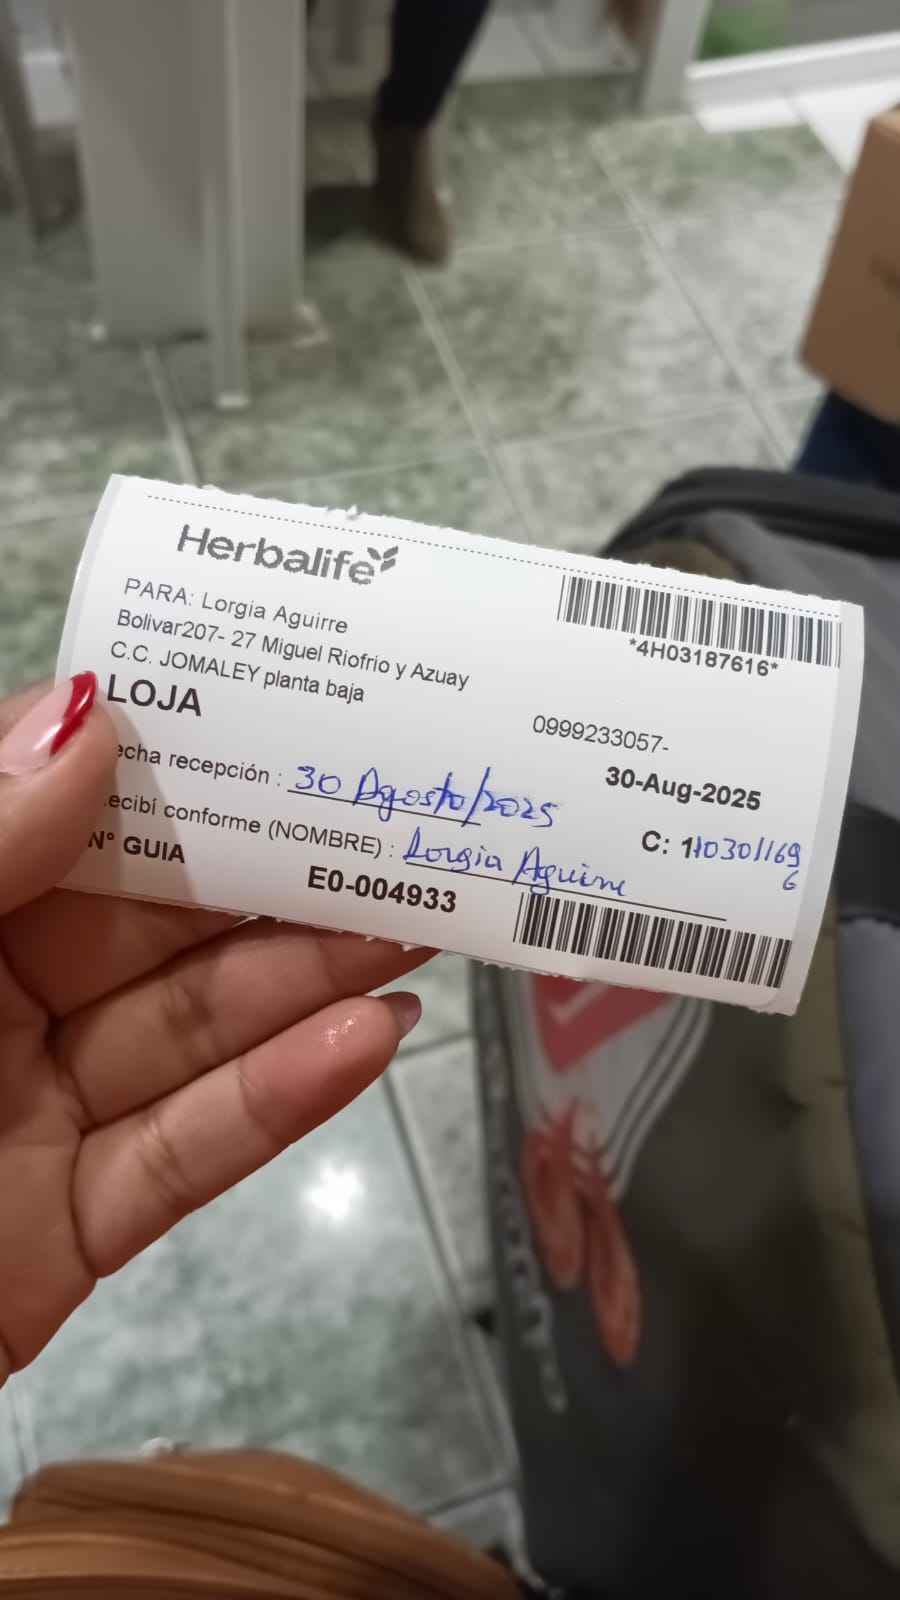 Herbalife
PARA: Lorgia Aguirre
Bolivar207- 27 Miguel Riofrio y Azuay
C.C. JOMALEY planta baja
LOJA
*4H03187616*
0999233057-
30-Aug-2025
echa recepción : 30 Agosto/2025
ecibí conforme (NOMBRE) : Lorgia Aguirre
C: 1
N° GUIA
E0-004933